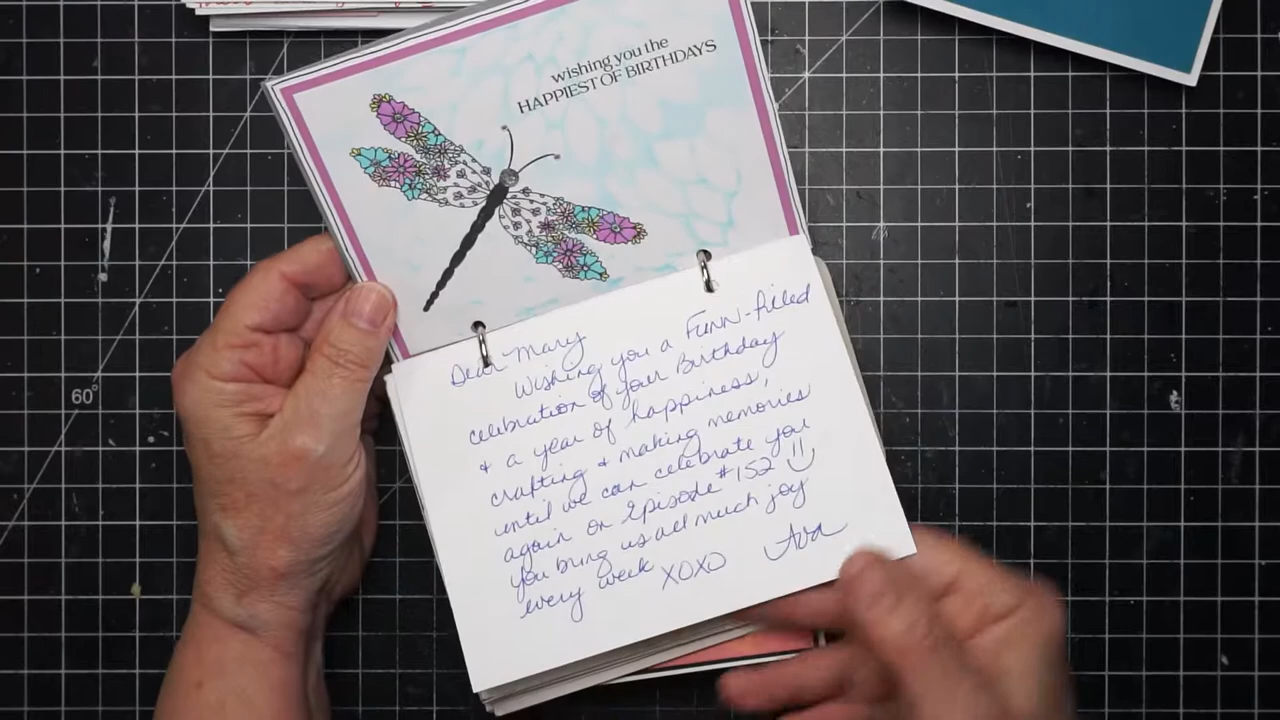 wishing you the
HAPPIEST OF BIRTHDAYS
Dear Mary
Wishing you a Funn-filled
celebration of your Birthday
+ a year of happiness,
crafting + making memories
until we can celebrate you
again on Episode #152
you bring us all much joy
every week XOXO Ava
60°